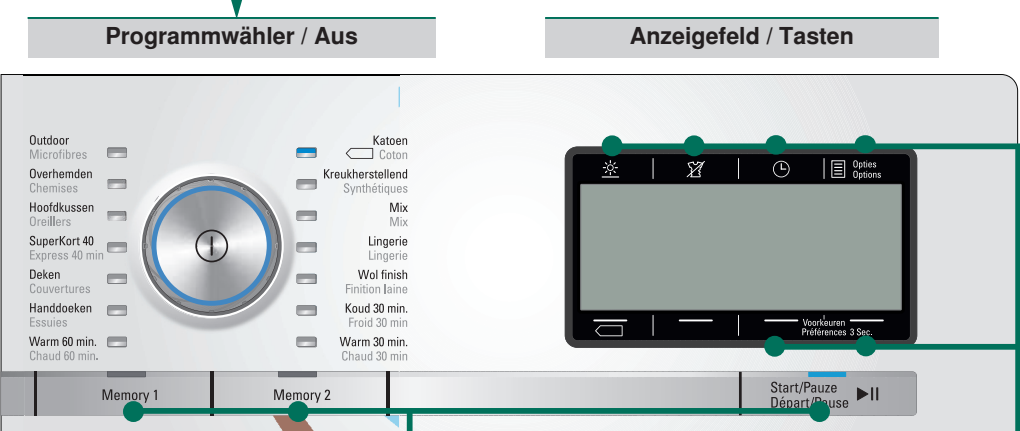 Programmwähler / Aus
Anzeigefeld / Tasten
Outdoor
Microfibres
Overhemden
Chemises
Hoofdkussen
Oreillers
SuperKort 40
Express 40 min
Deken
Couvertures
Handdoeken
Essuies
Warm 60 min.
Chaud 60 min.
Katoen
Coton
Kreukherstellend
Synthétiques
Mix
Mix
Lingerie
Lingerie
Wol finish
Finition laine
Koud 30 min.
Froid 30 min
Warm 30 min.
Chaud 30 min
Opties
Options
Voorkeuren
Préférences 3 Sec.
Memory 1
Memory 2
Start/Pauze
Départ/Pause